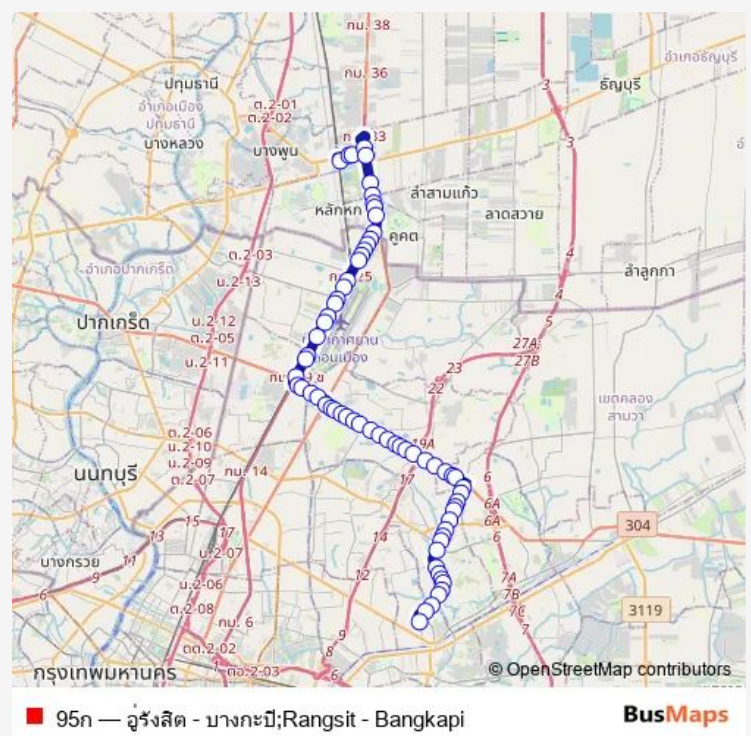 กม. 38
อำเภอธัญบุรี
กม. 36
ปทุมธานี
ธัญบุรี
3
ต.2-01
ต.2-02
อำเภอเมือง
ปทุมธานี
บางหลวง
บางพูน
3
ลำสามแก้ว
หลักหก
ลาดสวาย
คูคต
ต.2-03
4
อำเภอปากเกร็ด
น.2-13
ลำลูกกา
4
ปากเกร็ด
น.2-12
ต.2-05
น.2-11
5
27A;
27B
23
22
เขตคลอง
สามวา
ต.2-06
น.2-10
น.2-09
ต.2-07
19A
นนทบุรี
กม. 14
17
6
6A
6A
6
304
15
17
13
14
บางกรวย
11
น.2-07
9
6
น.2-06
12
7A
7B
7C
7
3119
ต.2-08
กม. 6
9
8
ดต.2-02
1
ดอ.2-03
6
กรุงเทพมหานคร
© OpenStreetMap contributors
95ก — อู่รังสิต - บางกะปิ;Rangsit - Bangkapi
BusMaps